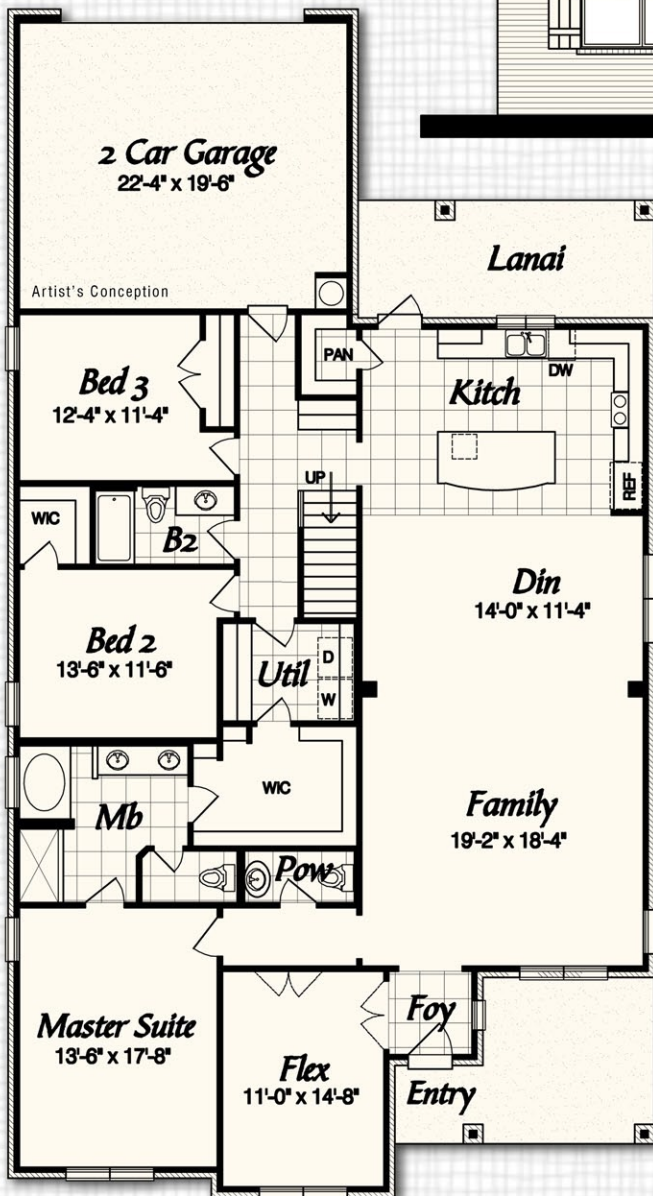 2 Car Garage
22'-4" x 19'-6"
Artist's Conception
Lanai
Bed 3
12'-4" x 11'-4"
PAN
Kitch
DW
REF
UP
WIC
B2
Din
14'-0" x 11'-4"
Bed 2
13'-6" x 11'-6"
Util
D
W
WIC
Mb
Family
19'-2" x 18'-4"
Pow
Master Suite
13'-6" x 17'-8"
Flex
11'-0" x 14'-8"
Foy
Entry